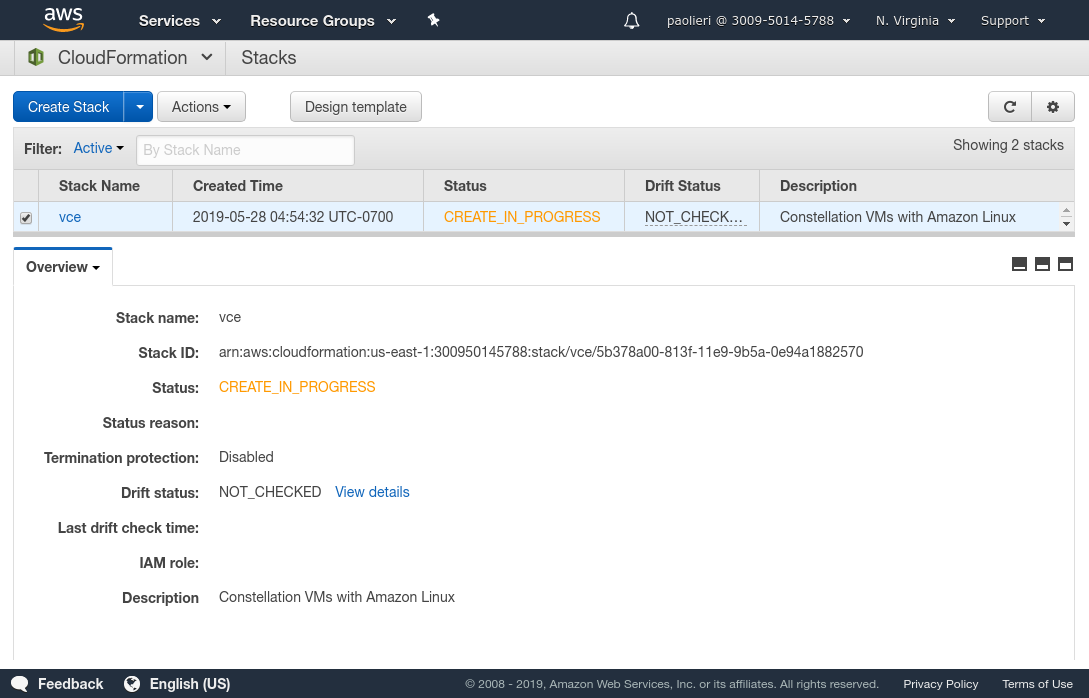 aws Services Resource Groups paolieri @ 3009-5014-5788 N. Virginia Support
CloudFormation Stacks
Create Stack Actions Design template
Filter: Active By Stack Name Showing 2 stacks
Stack Name Created Time Status Drift Status Description
vce 2019-05-28 04:54:32 UTC-0700 CREATE_IN_PROGRESS NOT_CHECK... Constellation VMs with Amazon Linux
Overview
Stack name: vce
Stack ID: arn:aws:cloudformation:us-east-1:300950145788:stack/vce/5b378a00-813f-11e9-9b5a-0e94a1882570
Status: CREATE_IN_PROGRESS
Status reason:
Termination protection: Disabled
Drift status: NOT_CHECKED View details
Last drift check time:
IAM role:
Description Constellation VMs with Amazon Linux
Feedback English (US) © 2008 - 2019, Amazon Web Services, Inc. or its affiliates. All rights reserved. Privacy Policy Terms of Use